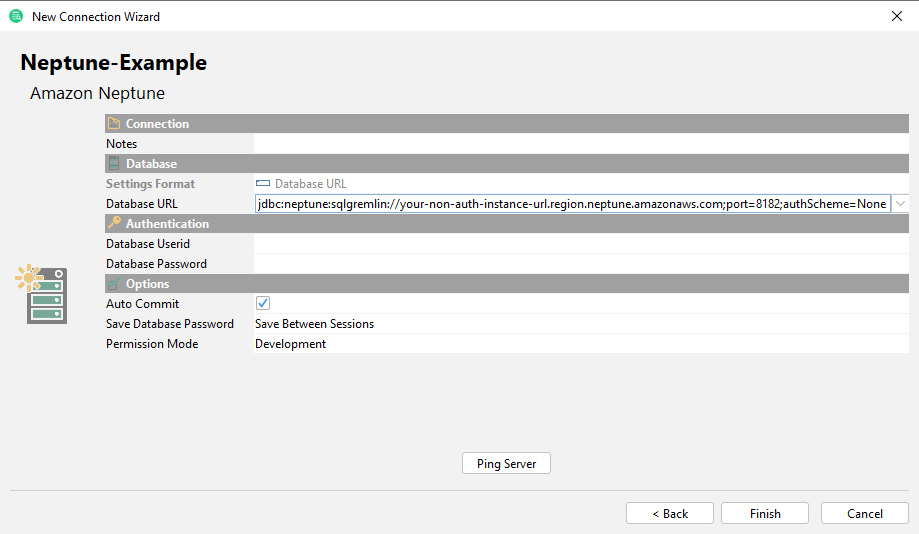 New Connection Wizard
Neptune-Example
Amazon Neptune
Connection
Notes
Database
Settings Format Database URL
Database URL jdbc:neptune:sqlgremlin://your-non-auth-instance-url.region.neptune.amazonaws.com;port=8182;authScheme=None
Authentication
Database Userid
Database Password
Options
Auto Commit
Save Database Password Save Between Sessions
Permission Mode Development
Ping Server
< Back Finish Cancel